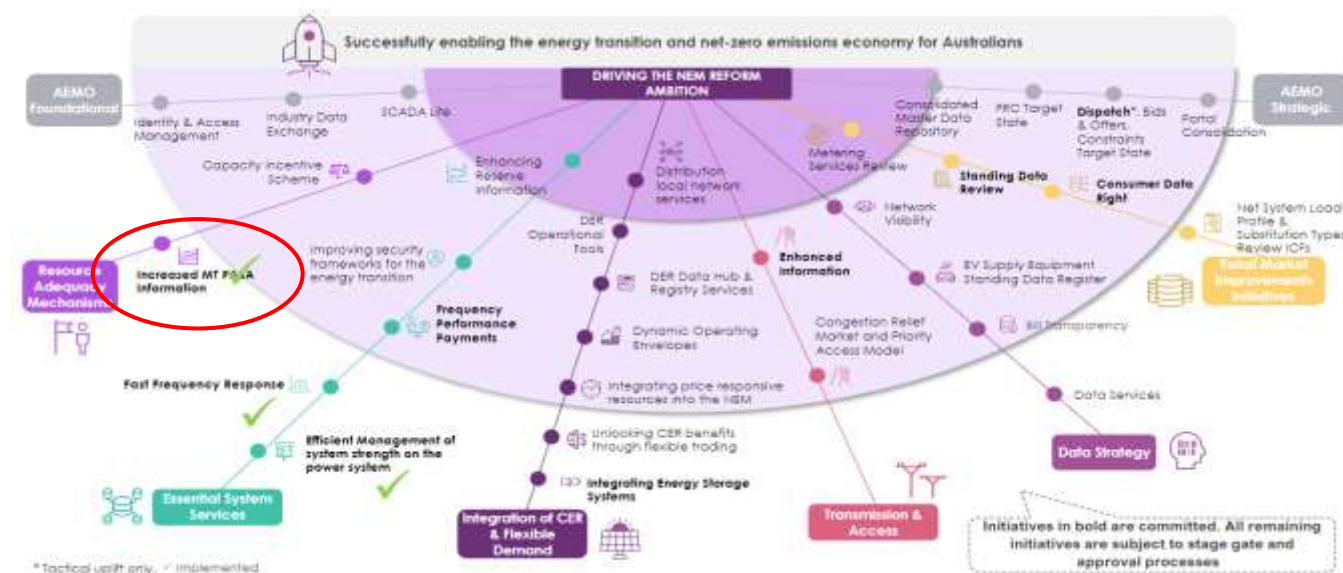 Successfully enabling the energy transition and net-zero emissions economy for Australians
DRIVING THE NEM REFORM
AMBITION
AEMO
Foundational
AEMO
Strategic
Identity & Access
Management
Industry Data
Exchange
SCADA Lite
Consolidated
Master Data
Repository
PRC Target
State
Dispatch*: Bids
& Offers,
Constraints
Target State
Portal
Consolidation
Capacity Incentive
Scheme
Enhancing
Reserve
Information
Distribution
local network
services
Metering
Services Review
Standing Data
Review
Consumer Data
Right
Net System Load
Profile &
Substitution Types
Review ICFs
Increased MT PASA
Information
Resource
Adequacy
Mechanisms
Improving security
frameworks for the
energy transition
DER
Operational
Tools
Enhanced
Information
Network
Visibility
Retail Market
Improvements
Initiatives
DER Data Hub &
Registry Services
EV Supply Equipment
Standing Data Register
Frequency
Performance
Payments
Dynamic Operating
Envelopes
Congestion Relief
Market and Priority
Access Model
Bill Transparency
Fast Frequency Response
Integrating price responsive
resources into the NEM
Data Services
Efficient Management of
system strength on the
power system
Unlocking CER benefits
through flexible trading
Data Strategy
Integrating Energy Storage
Systems
Essential System
Services
Integration of CER
& Flexible
Demand
Transmission &
Access
Initiatives in bold are committed. All remaining
initiatives are subject to stage gate and
approval processes
* Tactical uplift only. ✓ Implemented